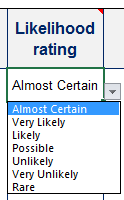 Likelihood
rating
Almost Certain
Almost Certain
Very Likely
Likely
Possible
Unlikely
Very Unlikely
Rare